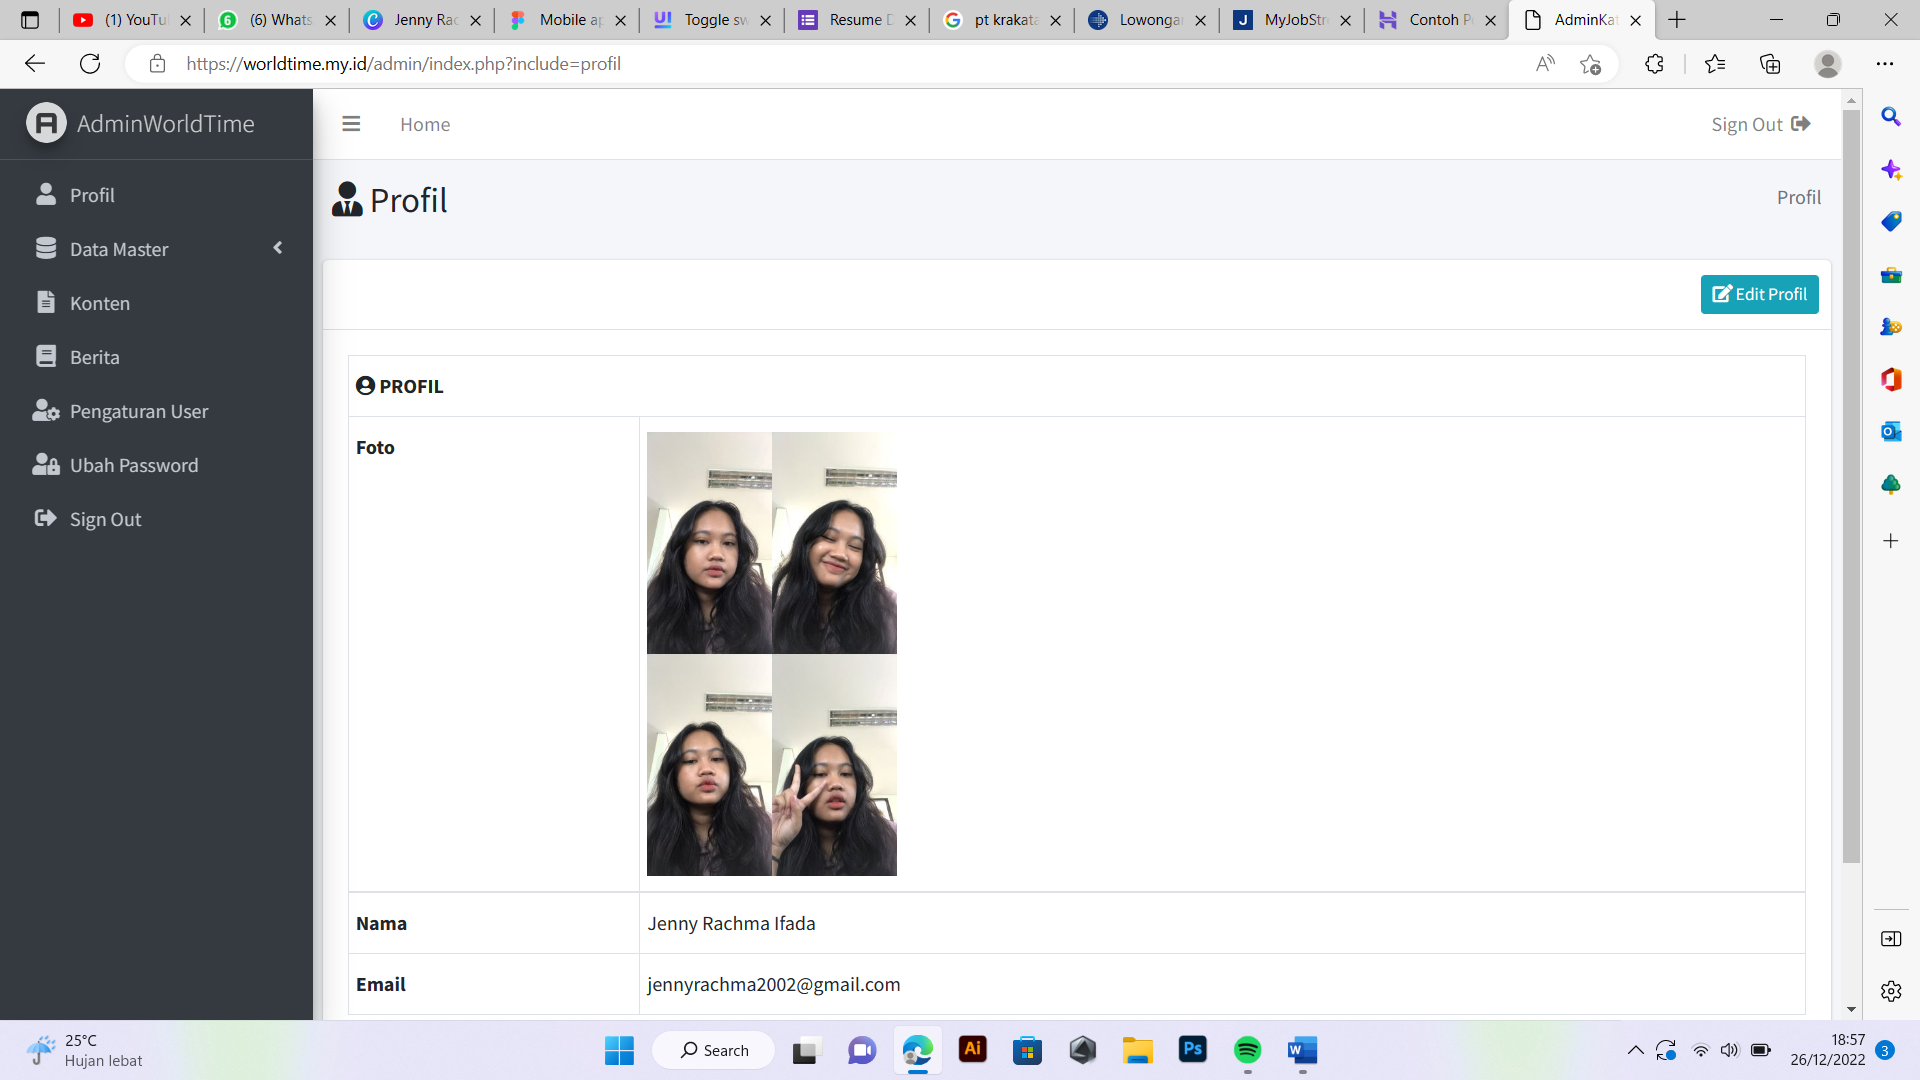 (1) YouTu
(6) Whats
Jenny Rac
Mobile ap
Toggle sw
Resume D
pt krakata
Lowongan
MyJobStr
Contoh P
AdminKat
https://worldtime.my.id/admin/index.php?include=profil
AdminWorldTime
Home
Sign Out
Profil
Profil
Profil
Data Master
Konten
Berita
Pengaturan User
Ubah Password
Sign Out
Edit Profil
PROFIL
Foto
Nama
Jenny Rachma Ifada
Email
jennyrachma2002@gmail.com
25°C
Hujan lebat
Search
18:57
26/12/2022
3